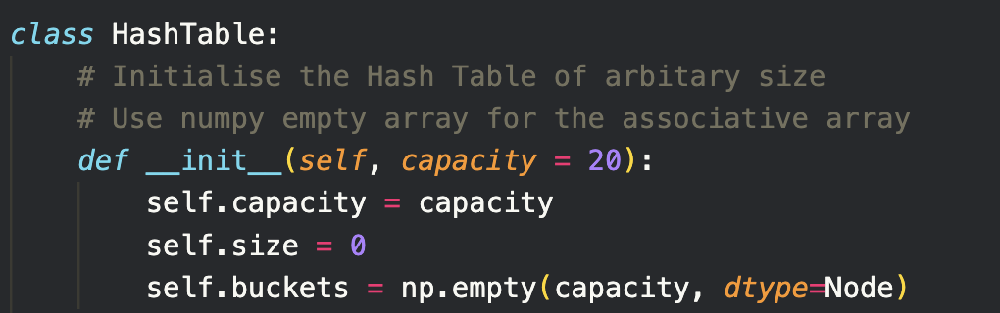 class HashTable:
# Initialise the Hash Table of arbitary size
# Use numpy empty array for the associative array
def __init__(self, capacity = 20):
self.capacity = capacity
self.size = 0
self.buckets = np.empty(capacity, dtype=Node)